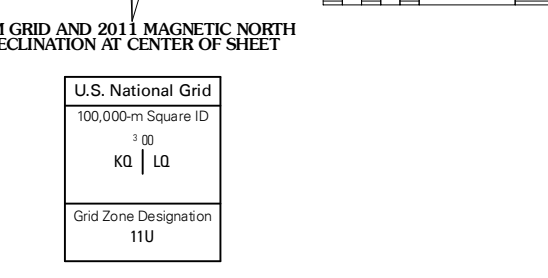 M GRID AND 2011 MAGNETIC NORTH
ECLINATION AT CENTER OF SHEET
U.S. National Grid
100,000-m Square ID
3 00
KQ | LQ
Grid Zone Designation
11U